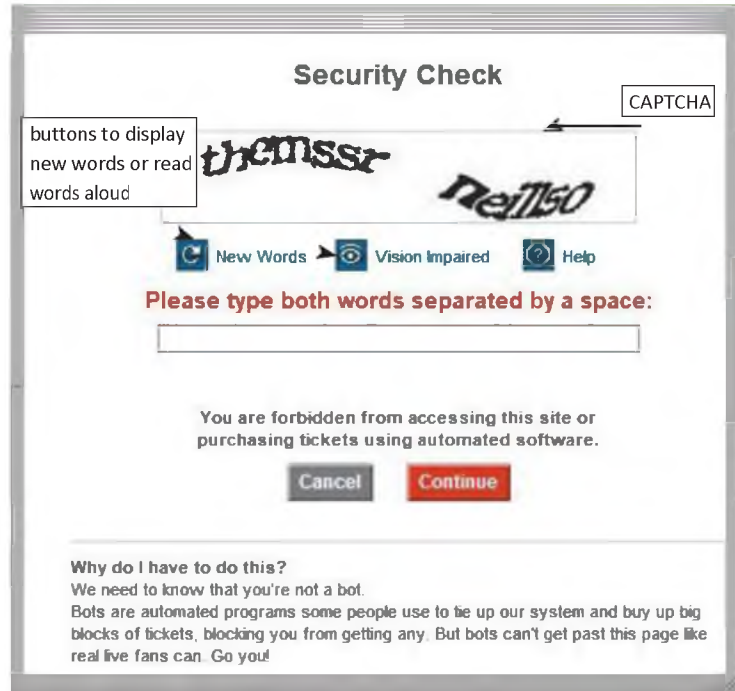 Security Check
CAPTCHA
buttons to display
new words or read
words aloud
themssr
New Words Vision Impaired Help
Please type both words separated by a space:
You are forbidden from accessing this site or
purchasing tickets using automated software.
Cancel Continue
Why do I have to do this?
We need to know that you're not a bot.
Bots are automated programs some people use to tie up our system and buy up big
blocks of tickets, blocking you from getting any. But bots can't get past this page like
real live fans can. Go you!